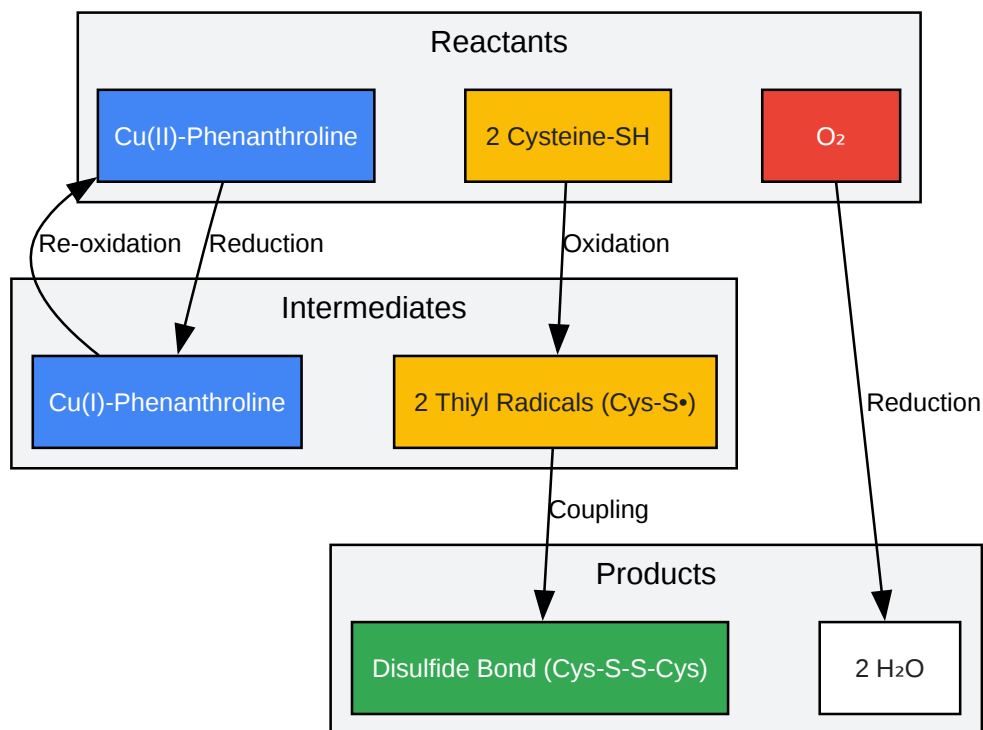 Reactants
Cu(II)-Phenanthroline
2 Cysteine-SH
O₂
Re-oxidation
Reduction
Oxidation
Intermediates
Cu(I)-Phenanthroline
2 Thiyl Radicals (Cys-S•)
Reduction
Coupling
Products
Disulfide Bond (Cys-S-S-Cys)
2 H₂O